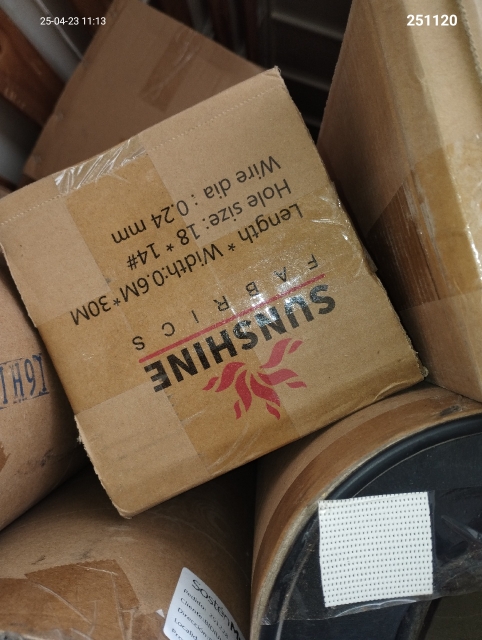 25-04-23 11:13
251120
SUNSHINE
FABRICS
Length * Width:0.6M*30M
Hole size: 18 * 14#
Wire dia : 0.24 mm